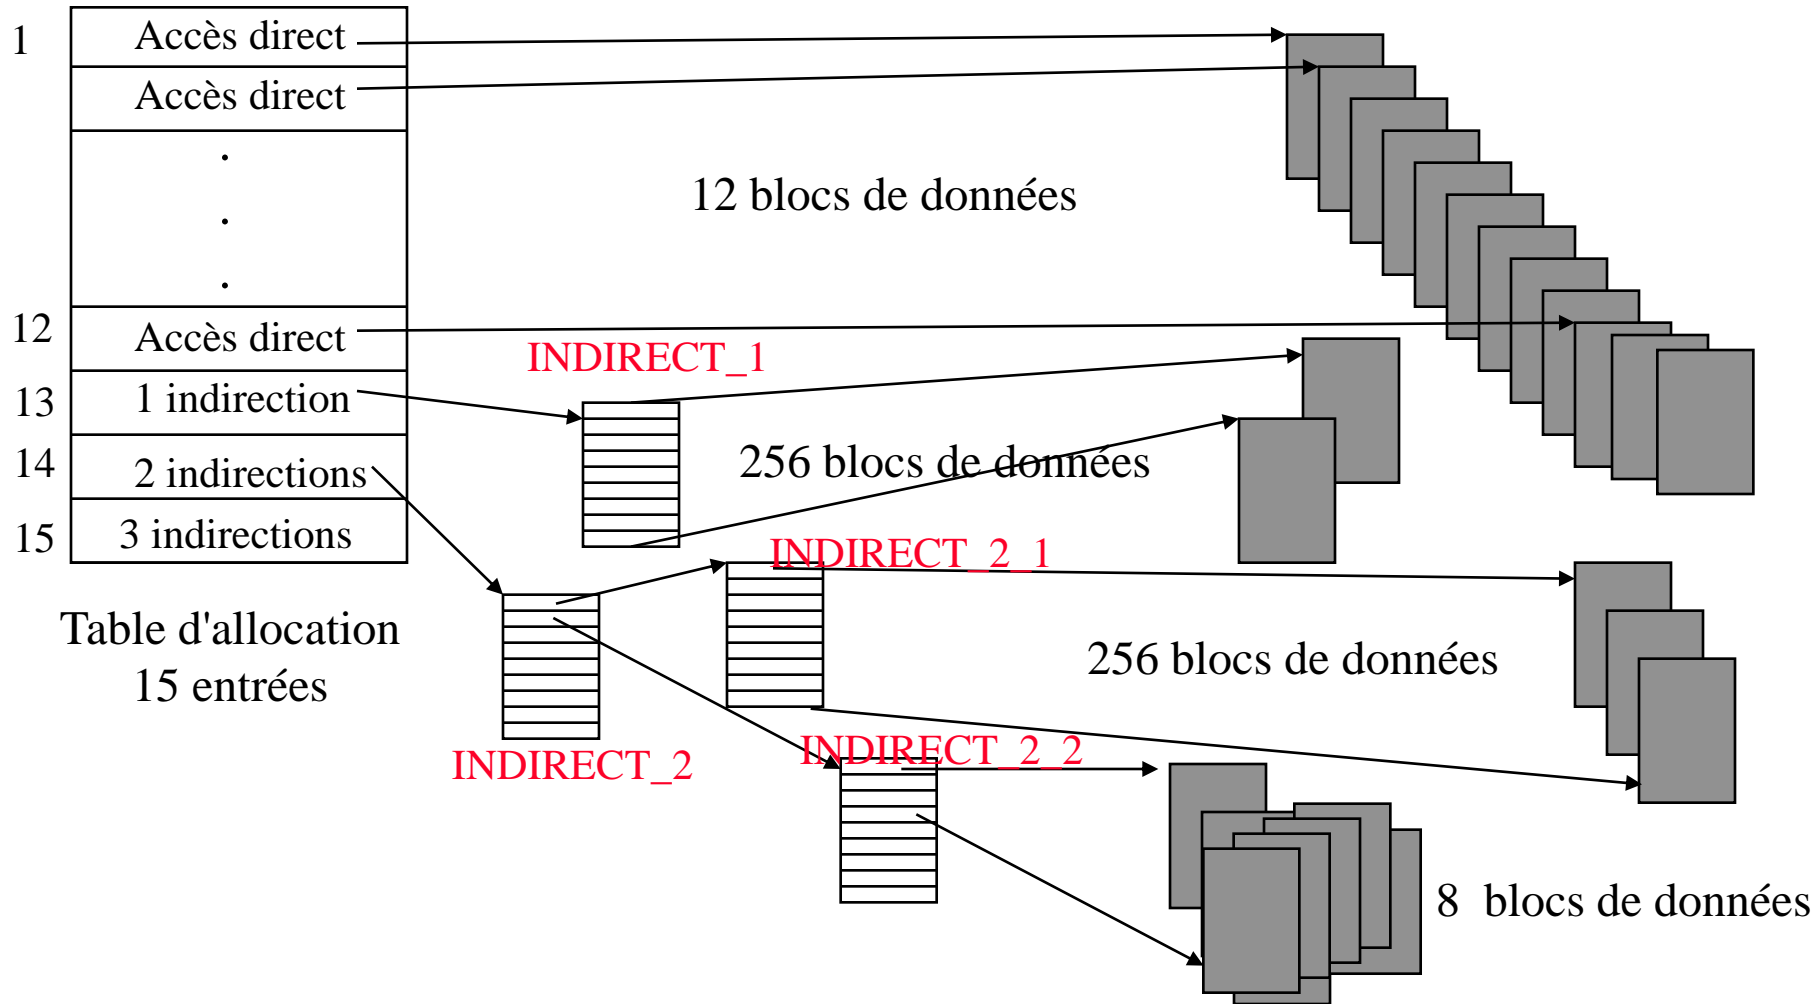 1
Accès direct
Accès direct
.
.
.
12 blocs de données
12
Accès direct
INDIRECT_1
13
1 indirection
14
2 indirections
256 blocs de données
15
3 indirections
INDIRECT_2_1
Table d'allocation
15 entrées
256 blocs de données
INDIRECT_2
INDIRECT_2_2
8 blocs de données